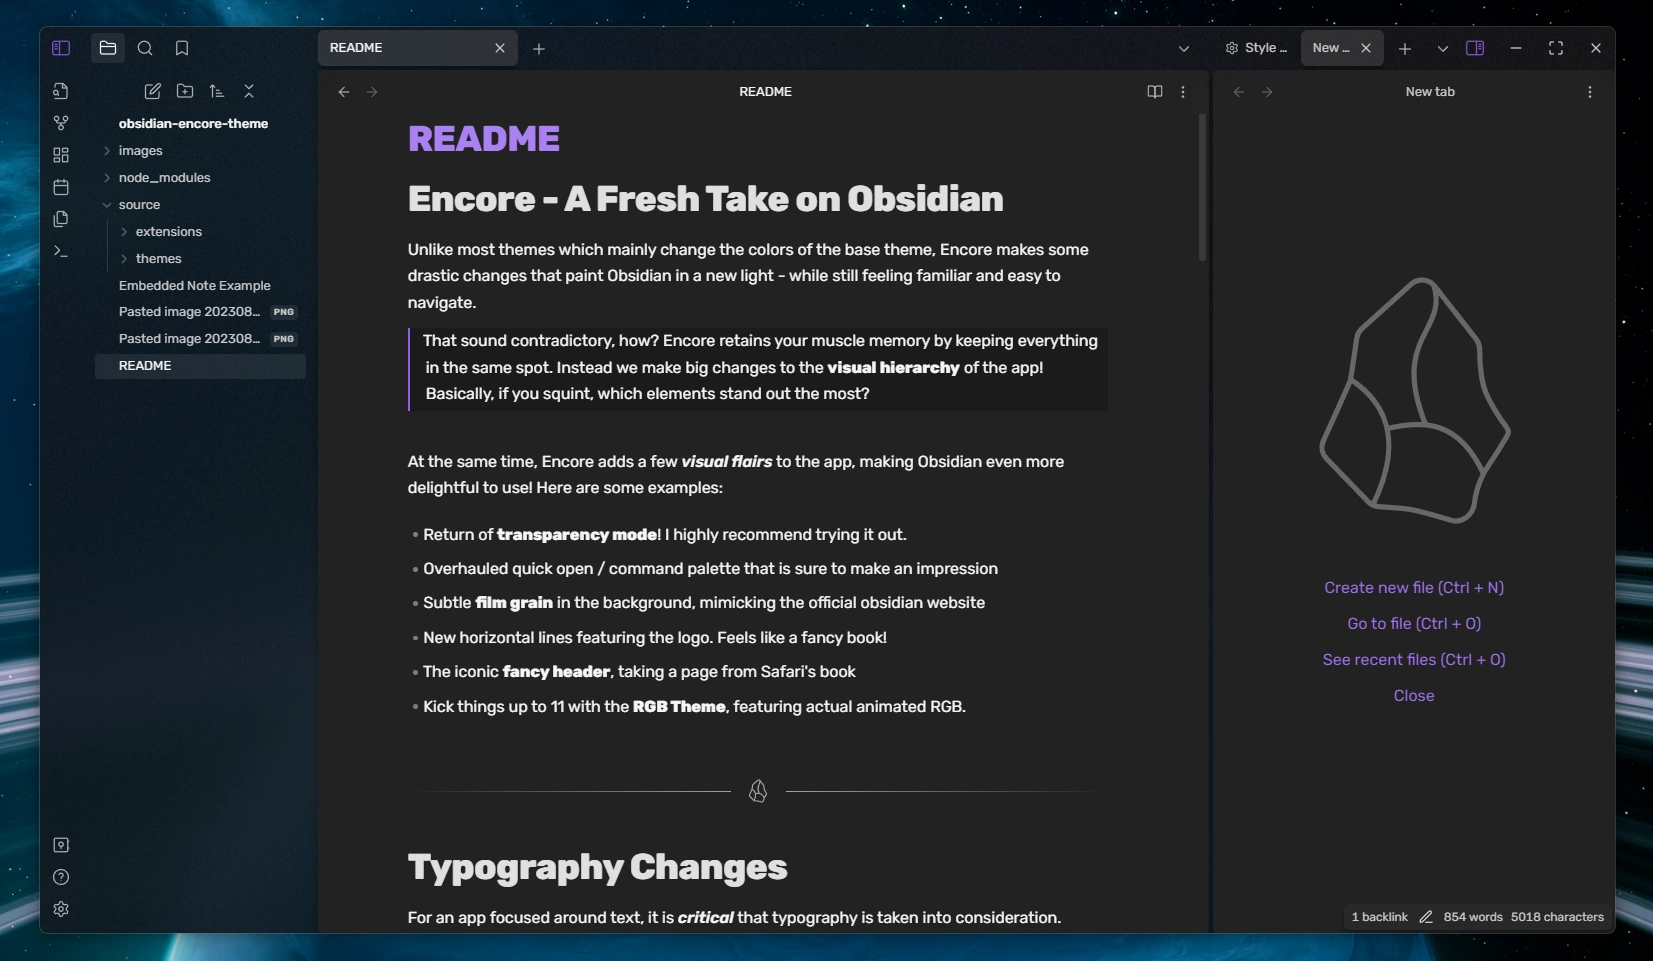 README
Style ...
New ...
obsidian-encore-theme
images
node_modules
source
extensions
themes
Embedded Note Example
Pasted image 202308... PNG
Pasted image 202308... PNG
README
README
README
Encore - A Fresh Take on Obsidian
Unlike most themes which mainly change the colors of the base theme, Encore makes some
drastic changes that paint Obsidian in a new light - while still feeling familiar and easy to
navigate.
That sound contradictory, how? Encore retains your muscle memory by keeping everything
in the same spot. Instead we make big changes to the visual hierarchy of the app!
Basically, if you squint, which elements stand out the most?
At the same time, Encore adds a few visual flairs to the app, making Obsidian even more
delightful to use! Here are some examples:
• Return of transparency mode! I highly recommend trying it out.
• Overhauled quick open / command palette that is sure to make an impression
• Subtle film grain in the background, mimicking the official obsidian website
• New horizontal lines featuring the logo. Feels like a fancy book!
• The iconic fancy header, taking a page from Safari's book
• Kick things up to 11 with the RGB Theme, featuring actual animated RGB.
Typography Changes
For an app focused around text, it is critical that typography is taken into consideration.
New tab
Create new file (Ctrl + N)
Go to file (Ctrl + O)
See recent files (Ctrl + O)
Close
1 backlink 854 words 5018 characters